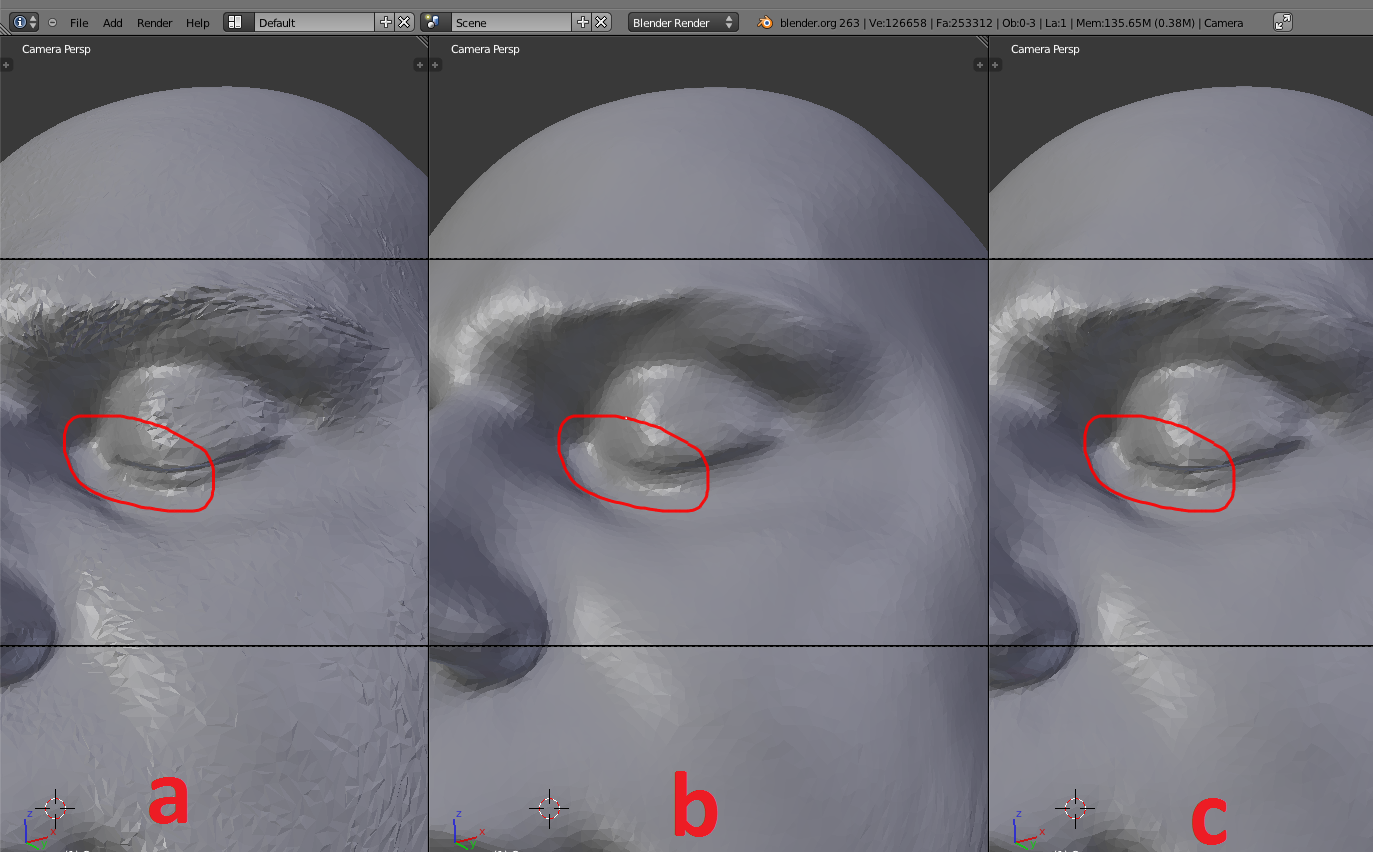 File Add Render Help Default Scene Blender Render blender.org 263 | Ve:126658 | Fa:253312 | Ob:0-3 | La:1 | Mem:135.65M (0.38M) | Camera
Camera Persp Camera Persp Camera Persp
a b c
z x z x z x